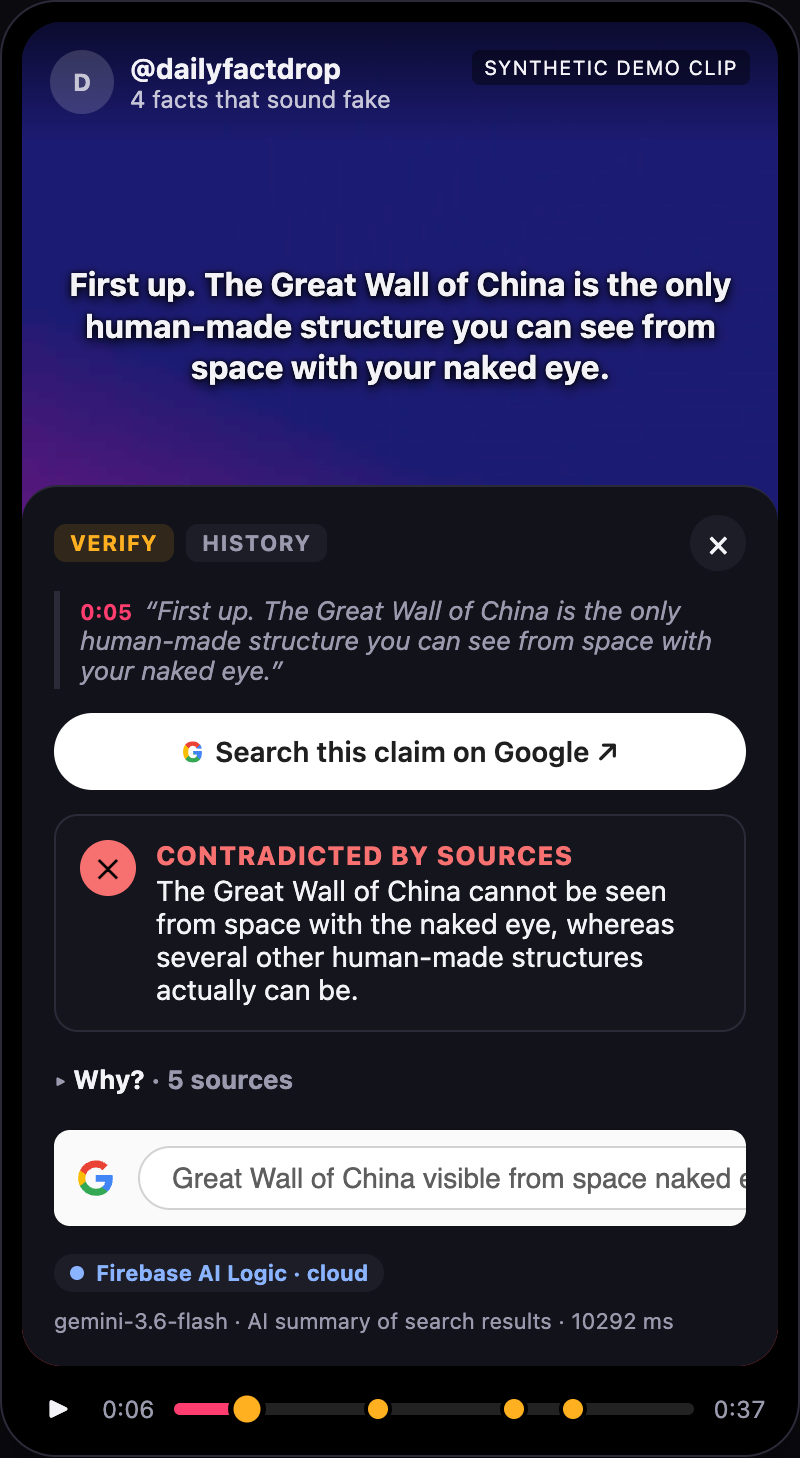 D
@dailyfactdrop
4 facts that sound fake
SYNTHETIC DEMO CLIP
First up. The Great Wall of China is the only
human-made structure you can see from
space with your naked eye.
VERIFY
HISTORY
×
0:05 “First up. The Great Wall of China is the only
human-made structure you can see from space with
your naked eye.”
G Search this claim on Google ↗
CONTRADICTED BY SOURCES
The Great Wall of China cannot be seen
from space with the naked eye, whereas
several other human-made structures
actually can be.
▸ Why? · 5 sources
G Great Wall of China visible from space naked
Firebase AI Logic · cloud
gemini-3.6-flash · AI summary of search results · 10292 ms
0:06
0:37